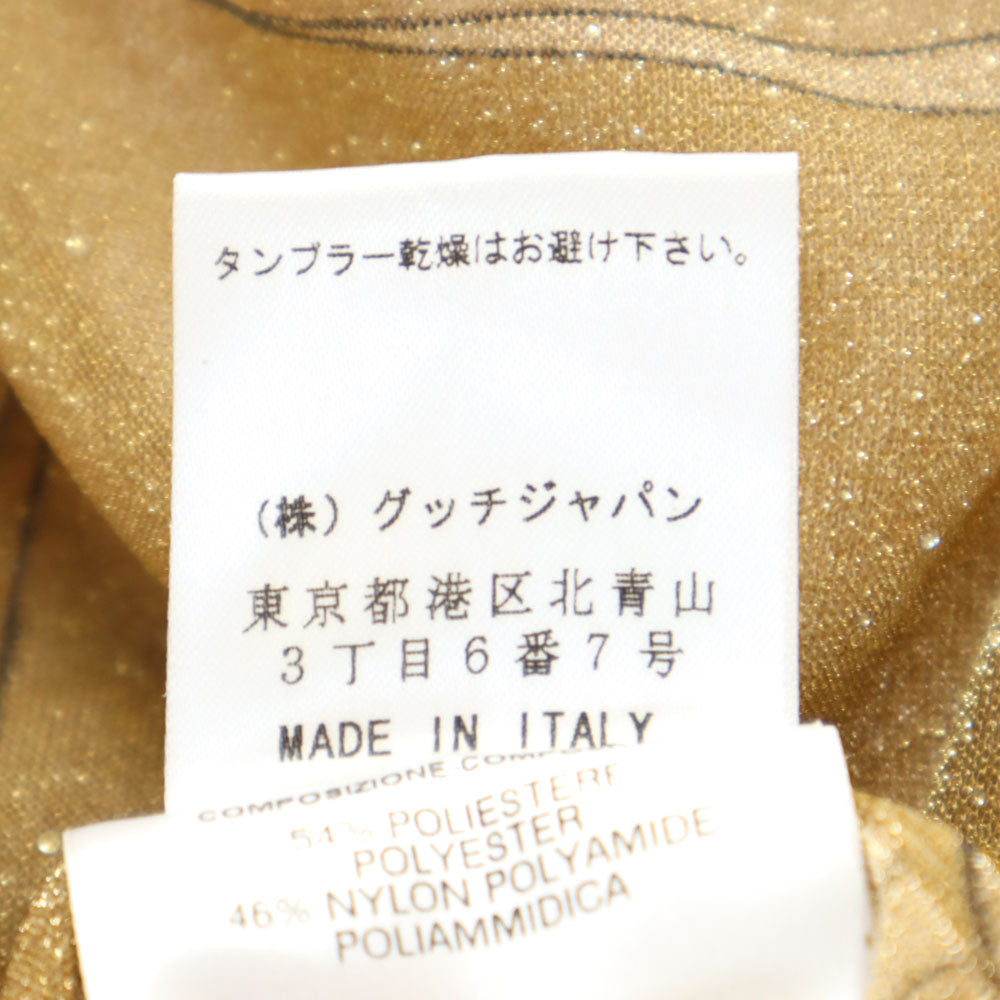 タンブラー乾燥はお避け下さい。
(株)グッチジャパン
東京都港区北青山
3丁目6番7号
MADE IN ITALY
COMPOSIZIONE
54% POLIESTERE
POLYESTER
46% NYLON POLYAMIDE
POLIAMMIDICA